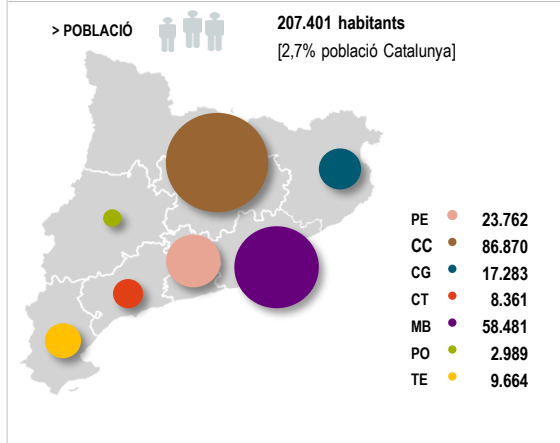 > POBLACIÓ
207.401 habitants
[2,7% població Catalunya]
PE 23.762
CC 86.870
CG 17.283
CT 8.361
MB 58.481
PO 2.989
TE 9.664